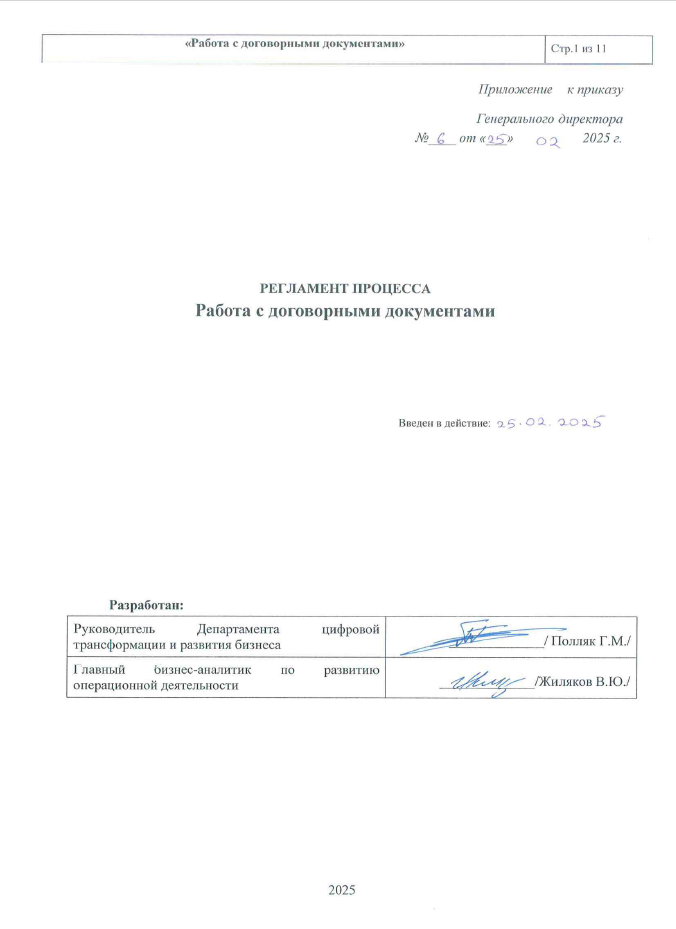 «Работа с договорными документами»
Стр.1 из 11
Приложение к приказу
Генерального директора
№ 6 от «25» 02 2025 г.
РЕГЛАМЕНТ ПРОЦЕССА
Работа с договорными документами
Введен в действие: 25.02.2025
Разработан:
Руководитель Департамента цифровой
трансформации и развития бизнеса
/ Поляк Г.М./
Главный бизнес-аналитик по развитию
операционной деятельности
/Жиляков В.Ю./
2025